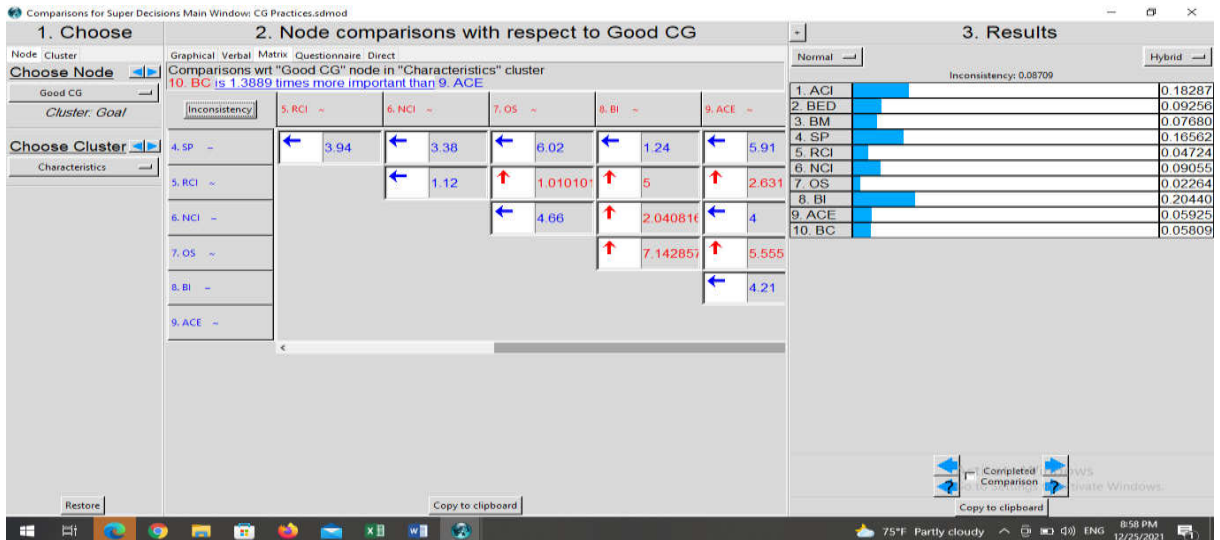 Comparisons for Super Decisions Main Window: CG Practices.sdmod
1. Choose
Node Cluster
Choose Node
Good CG
Cluster: Goal
Choose Cluster
Characteristics
Restore
2. Node comparisons with respect to Good CG
Graphical Verbal Matrix Questionnaire Direct
Comparisons wrt "Good CG" node in "Characteristics" cluster
10. BC is 1.3889 times more important than 9. ACE
Inconsistency 5. RCI ~ 6. NCI ~ 7. OS ~ 8. BI ~ 9. ACE ~
4. SP ~ 3.94 3.38 6.02 1.24 5.91
5. RCI ~ 1.12 1.010101 5 2.631
6. NCI ~ 4.66 2.040816 4
7. OS ~ 7.142857 5.555
8. BI ~ 4.21
9. ACE ~
Copy to clipboard
3. Results
Normal Hybrid
Inconsistency: 0.08709
1. ACI 0.18287
2. BED 0.09256
3. BM 0.07680
4. SP 0.16562
5. RCI 0.04724
6. NCI 0.09055
7. OS 0.02264
8. BI 0.20440
9. ACE 0.05925
10. BC 0.05809
Completed
Comparison
Windows.
Copy to clipboard
75°F Partly cloudy ENG 8:58 PM
12/25/2021